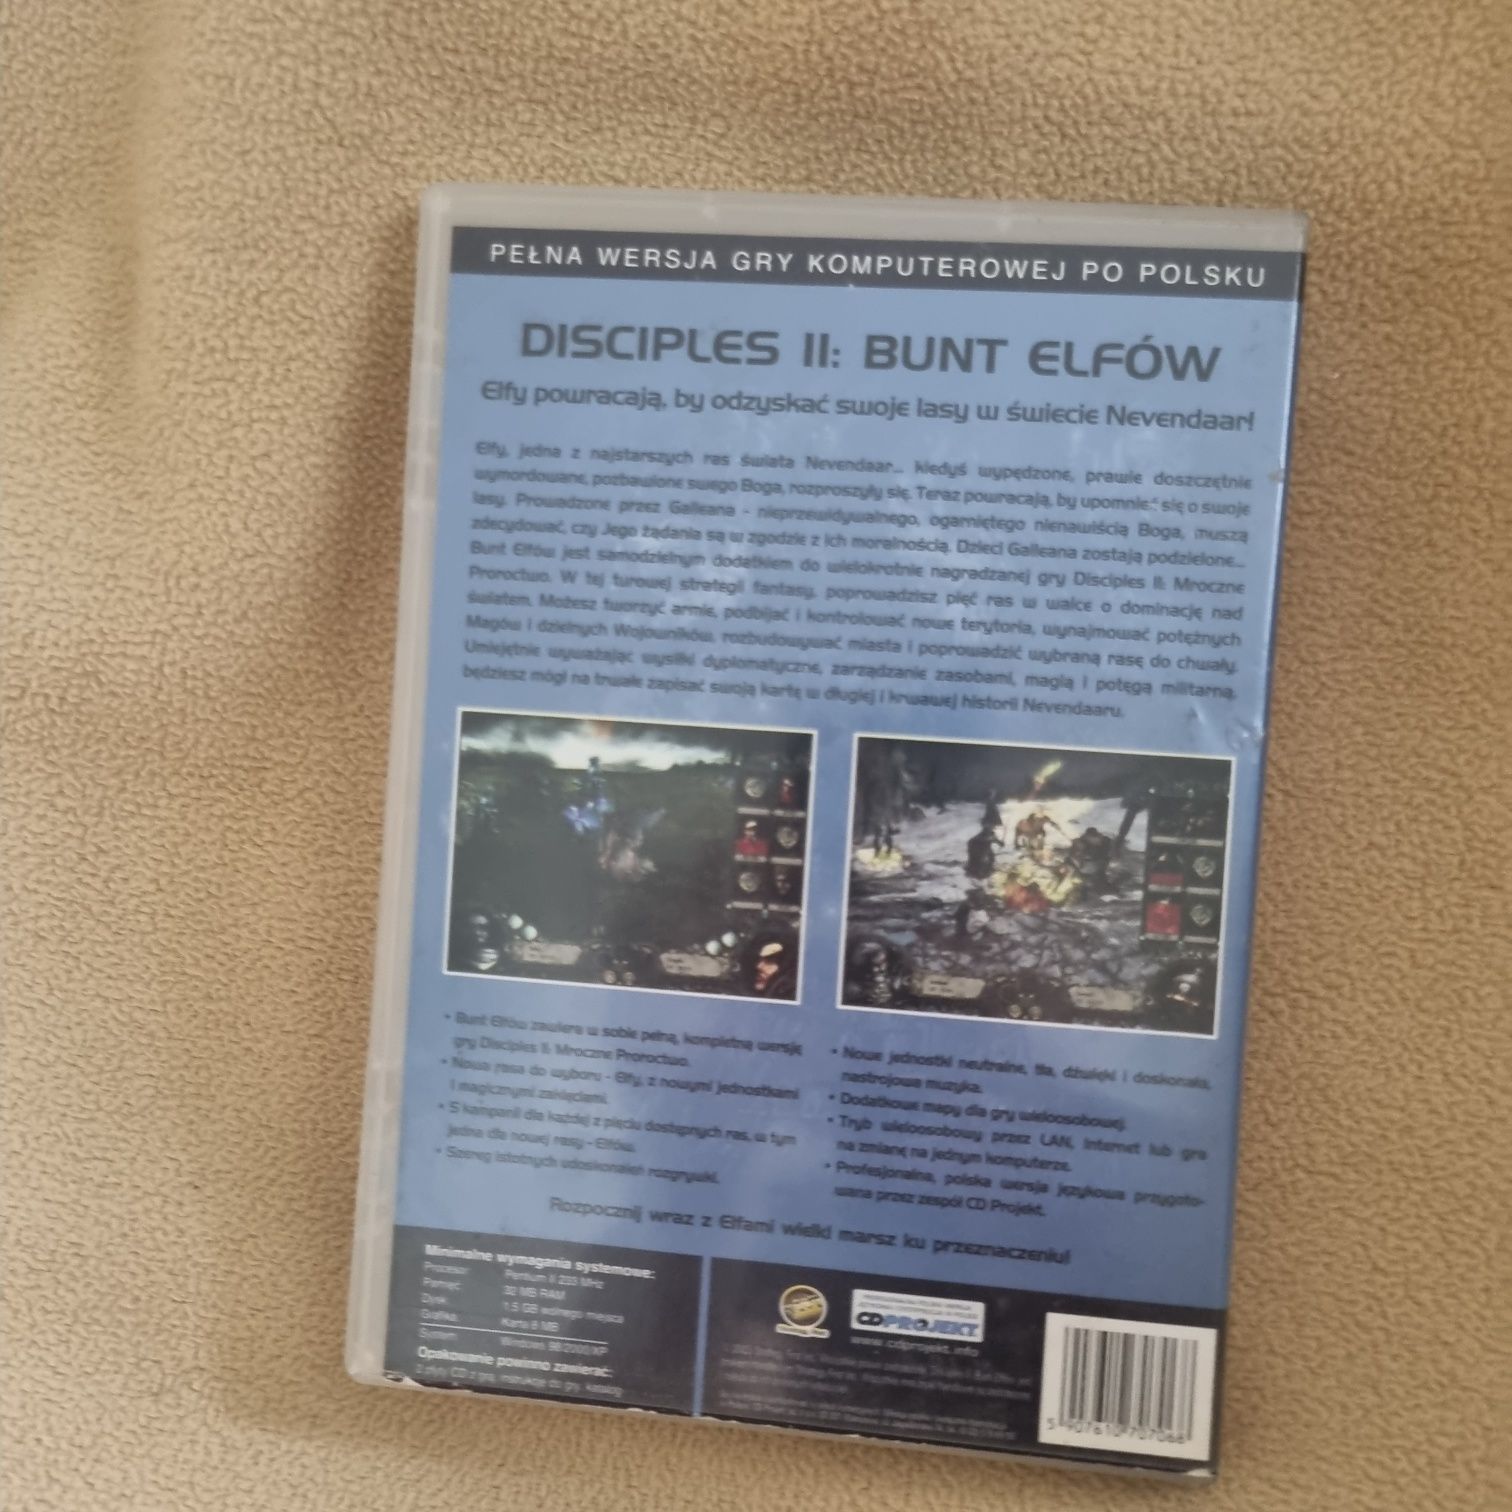 PEŁNA WERSJA GRY KOMPUTEROWEJ PO POLSKU
DISCIPLES II: BUNT ELFÓW
Elfy powracają, by odzyskać swoje lasy w świecie Nevendaar!
Elfy, jedna z najstarszych ras świata Nevendaar... kiedyś wypędzone, prawie doszczętnie
wymordowane, pozbawione swego Boga, rozproszyły się. Teraz powracają, by upomnieć się o swoje
lasy. Prowadzone przez Galleana - nieprzewidywalnego, ogarniętego nienawiścią Boga, muszą
zdecydować, czy Jego żądania są w zgodzie z ich moralnością. Dzieci Galleana zostają podzielone...
Bunt Elfów jest samodzielnym dodatkiem do wielokrotnie nagradzanej gry Disciples II: Mroczne
Proroctwo. W tej turowej strategii fantasy, poprowadzisz pięć ras w walce o dominację nad
światem. Możesz tworzyć armie, podbijać i kontrolować nowe terytoria, wynajmować potężnych
Magów i dzielnych Wojowników, rozbudowywać miasta i poprowadzić wybraną rasę do chwały.
Umiejętnie wyważając wysiłki dyplomatyczne, zarządzanie zasobami, magią i potęgą militarną,
będziesz mógł na trwałe zapisać swoją kartę w długiej i krwawej historii Nevendaaru.
• Bunt Elfów zawiera w sobie pełną, kompletną wersję
gry Disciples II: Mroczne Proroctwo.
• Nowa rasa do wyboru - Elfy, z nowymi jednostkami
i magicznymi zaklęciami.
• 5 kampanii dla każdej z pięciu dostępnych ras, w tym
jedna dla nowej rasy - Elfów.
• Szereg istotnych udoskonaleń rozgrywki.
• Nowe jednostki neutralne, tła, dźwięki i doskonała,
nastrojowa muzyka.
• Dodatkowe mapy dla gry wieloosobowej.
• Tryb wieloosobowy przez LAN, Internet lub gra
na zmianę na jednym komputerze.
• Profesjonalna, polska wersja językowa przygoto-
wana przez zespół CD Projekt.
Rozpocznij wraz z Elfami wielki marsz ku przeznaczeniu!
Minimalne wymagania systemowe:
Procesor: Pentium II 233 MHz
Pamięć: 32 MB RAM
Dysk: 1.5 GB wolnego miejsca
Grafika: Karta 8 MB
System: Windows 98/2000/XP
Opakowanie powinno zawierać:
2 płyty CD z grą, instrukcję do gry, katalog
CDPROJEKT
www.cdprojekt.info
5 907610 707066